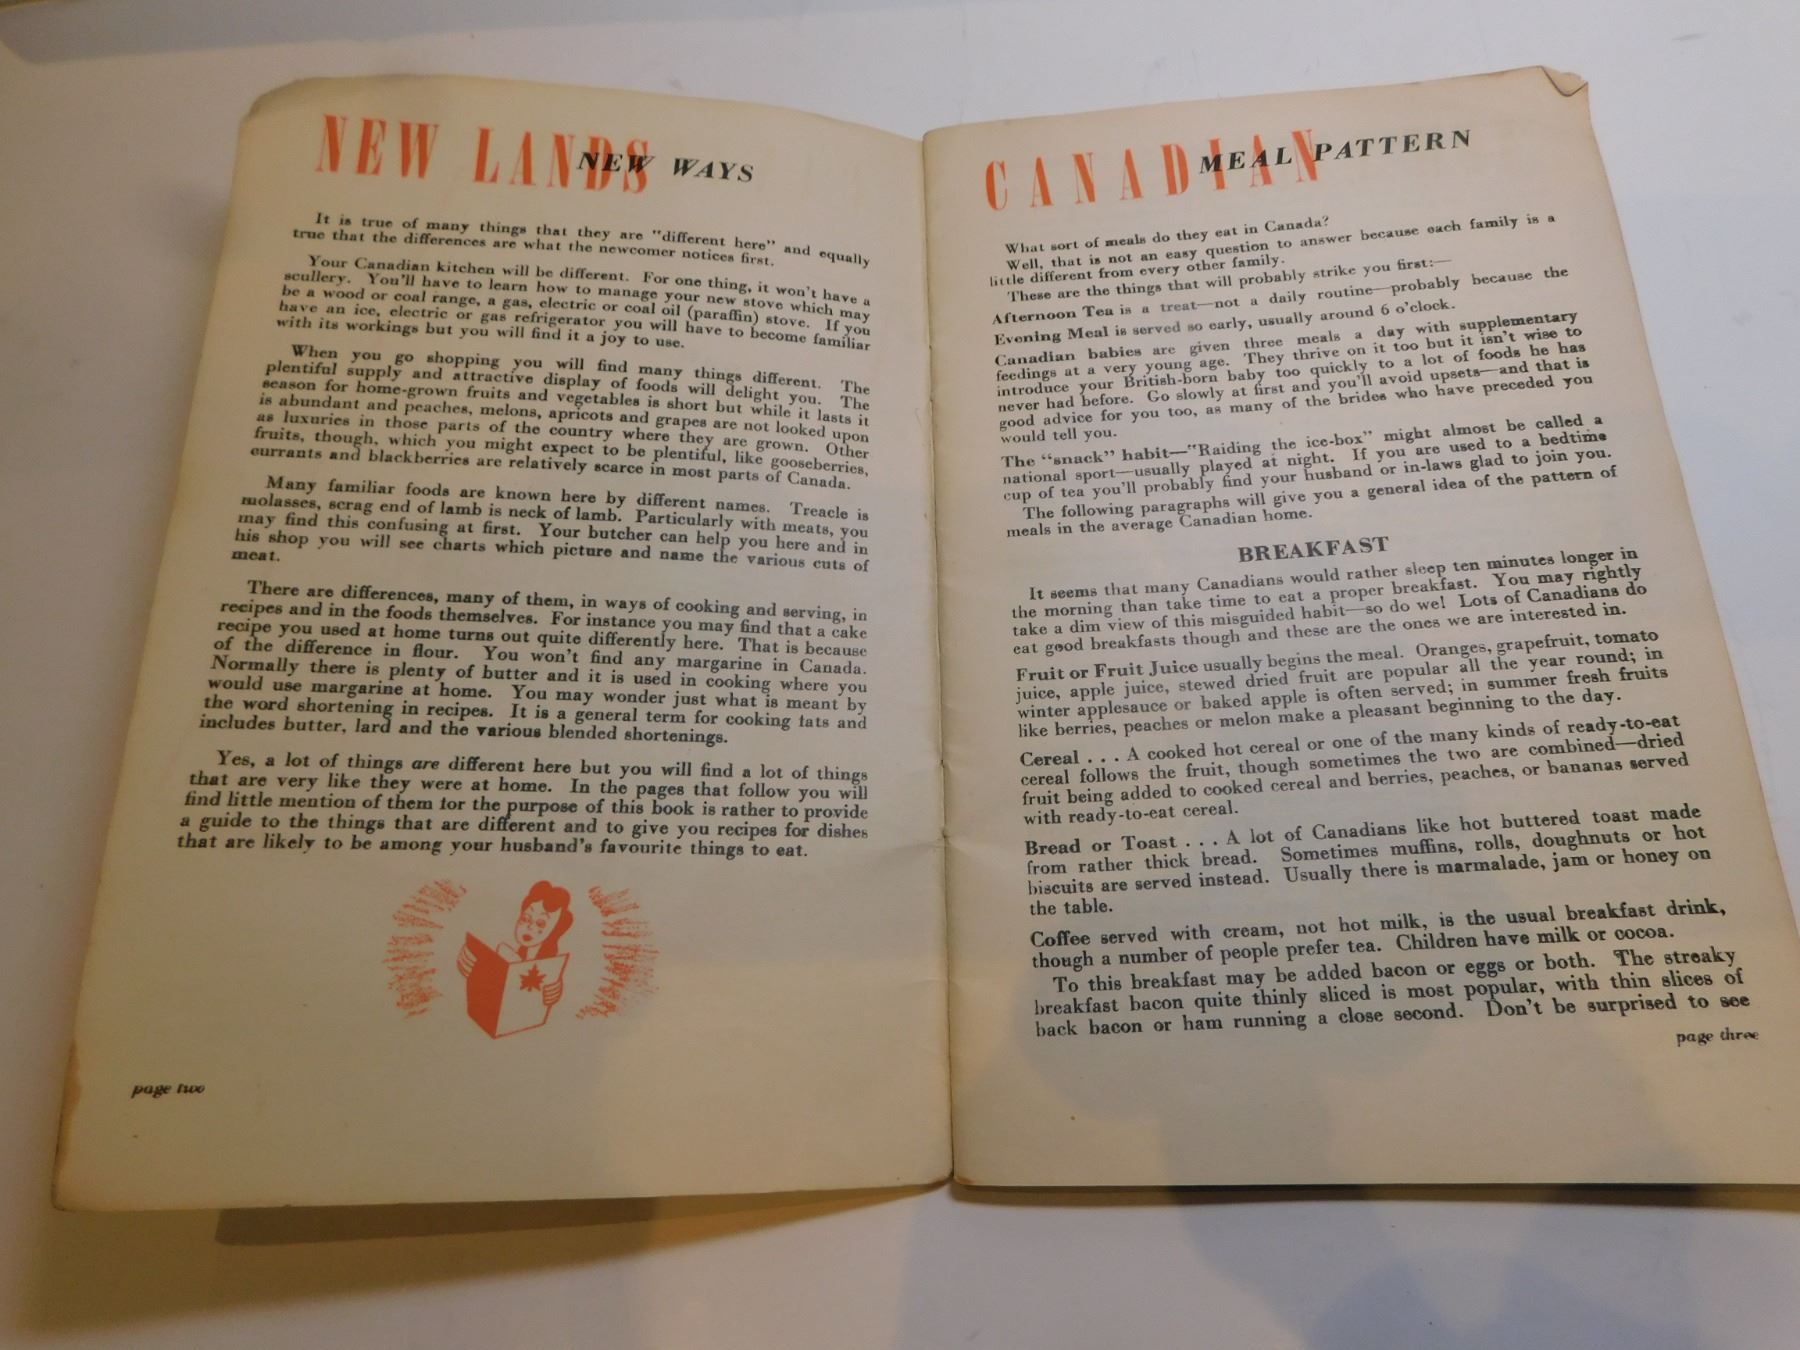 NEW LANDS
NEW WAYS
It is true of many things that they are "different here" and equally
true that the differences are what the newcomer notices first.
Your Canadian kitchen will be different. For one thing, it won't have a
scullery. You'll have to learn how to manage your new stove which may
be a wood or coal range, a gas, electric or coal oil (paraffin) stove. If you
have an ice, electric or gas refrigerator you will have to become familiar
with its workings but you will find it a joy to use.
When you go shopping you will find many things different. The
plentiful supply and attractive display of foods will delight you. The
season for home-grown fruits and vegetables is short but while it lasts it
is abundant and peaches, melons, apricots and grapes are not looked upon
as luxuries in those parts of the country where they are grown. Other
fruits, though, which you might expect to be plentiful, like gooseberries,
currants and blackberries are relatively scarce in most parts of Canada.
Many familiar foods are known here by different names. Treacle is
molasses, scrag end of lamb is neck of lamb. Particularly with meats, you
may find this confusing at first. Your butcher can help you here and in
his shop you will see charts which picture and name the various cuts of
meat.
There are differences, many of them, in ways of cooking and serving, in
recipes and in the foods themselves. For instance you may find that a cake
recipe you used at home turns out quite differently here. That is because
of the difference in flour. You won't find any margarine in Canada.
Normally there is plenty of butter and it is used in cooking where you
would use margarine at home. You may wonder just what is meant by
the word shortening in recipes. It is a general term for cooking fats and
includes butter, lard and the various blended shortenings.
Yes, a lot of things are different here but you will find a lot of things
that are very like they were at home. In the pages that follow you will
find little mention of them for the purpose of this book is rather to provide
a guide to the things that are different and to give you recipes for dishes
that are likely to be among your husband's favourite things to eat.
page two
CANADIAN
MEAL PATTERN
What sort of meals do they eat in Canada?
Well, that is not an easy question to answer because each family is a
little different from every other family.
These are the things that will probably strike you first:—
Afternoon Tea is a treat—not a daily routine—probably because the
Evening Meal is served so early, usually around 6 o'clock.
Canadian babies are given three meals a day with supplementary
feedings at a very young age. They thrive on it too but it isn't wise to
introduce your British-born baby too quickly to a lot of foods he has
never had before. Go slowly at first and you'll avoid upsets—and that is
good advice for you too, as many of the brides who have preceded you
would tell you.
The "snack" habit—"Raiding the ice-box" might almost be called a
national sport—usually played at night. If you are used to a bedtime
cup of tea you'll probably find your husband or in-laws glad to join you.
The following paragraphs will give you a general idea of the pattern of
meals in the average Canadian home.
BREAKFAST
It seems that many Canadians would rather sleep ten minutes longer in
the morning than take time to eat a proper breakfast. You may rightly
take a dim view of this misguided habit—so do we! Lots of Canadians do
eat good breakfasts though and these are the ones we are interested in.
Fruit or Fruit Juice usually begins the meal. Oranges, grapefruit, tomato
juice, apple juice, stewed dried fruit are popular all the year round; in
winter applesauce or baked apple is often served; in summer fresh fruits
like berries, peaches or melon make a pleasant beginning to the day.
Cereal . . . A cooked hot cereal or one of the many kinds of ready-to-eat
cereal follows the fruit, though sometimes the two are combined—dried
fruit being added to cooked cereal and berries, peaches, or bananas served
with ready-to-eat cereal.
Bread or Toast . . . A lot of Canadians like hot buttered toast made
from rather thick bread. Sometimes muffins, rolls, doughnuts or hot
biscuits are served instead. Usually there is marmalade, jam or honey on
the table.
Coffee served with cream, not hot milk, is the usual breakfast drink,
though a number of people prefer tea. Children have milk or cocoa.
To this breakfast may be added bacon or eggs or both. The streaky
breakfast bacon quite thinly sliced is most popular, with thin slices of
back bacon or ham running a close second. Don't be surprised to see
page three